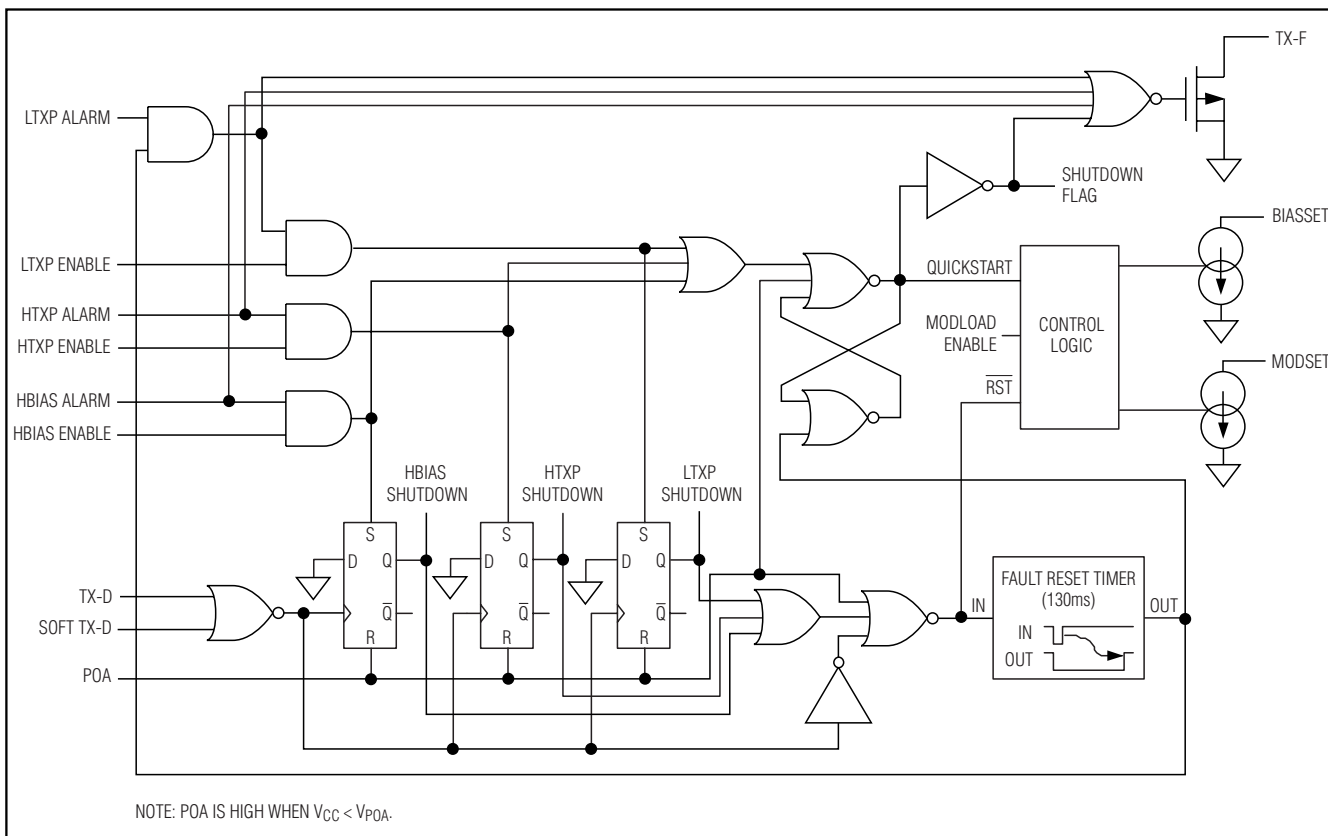 TX-F
LTXP ALARM
SHUTDOWN
FLAG
BIASSET
LTXP ENABLE
QUICKSTART
HTXP ALARM
HTXP ENABLE
MODLOAD
ENABLE
CONTROL
LOGIC
RST
MODSET
HBIAS ALARM
HBIAS ENABLE
HBIAS
SHUTDOWN
HTXP
SHUTDOWN
LTXP
SHUTDOWN
S
D Q
Q
R
S
D Q
Q
R
S
D Q
Q
R
TX-D
SOFT TX-D
POA
IN
FAULT RESET TIMER
(130ms)
IN
OUT
OUT
NOTE: POA IS HIGH WHEN VCC < VPOA.